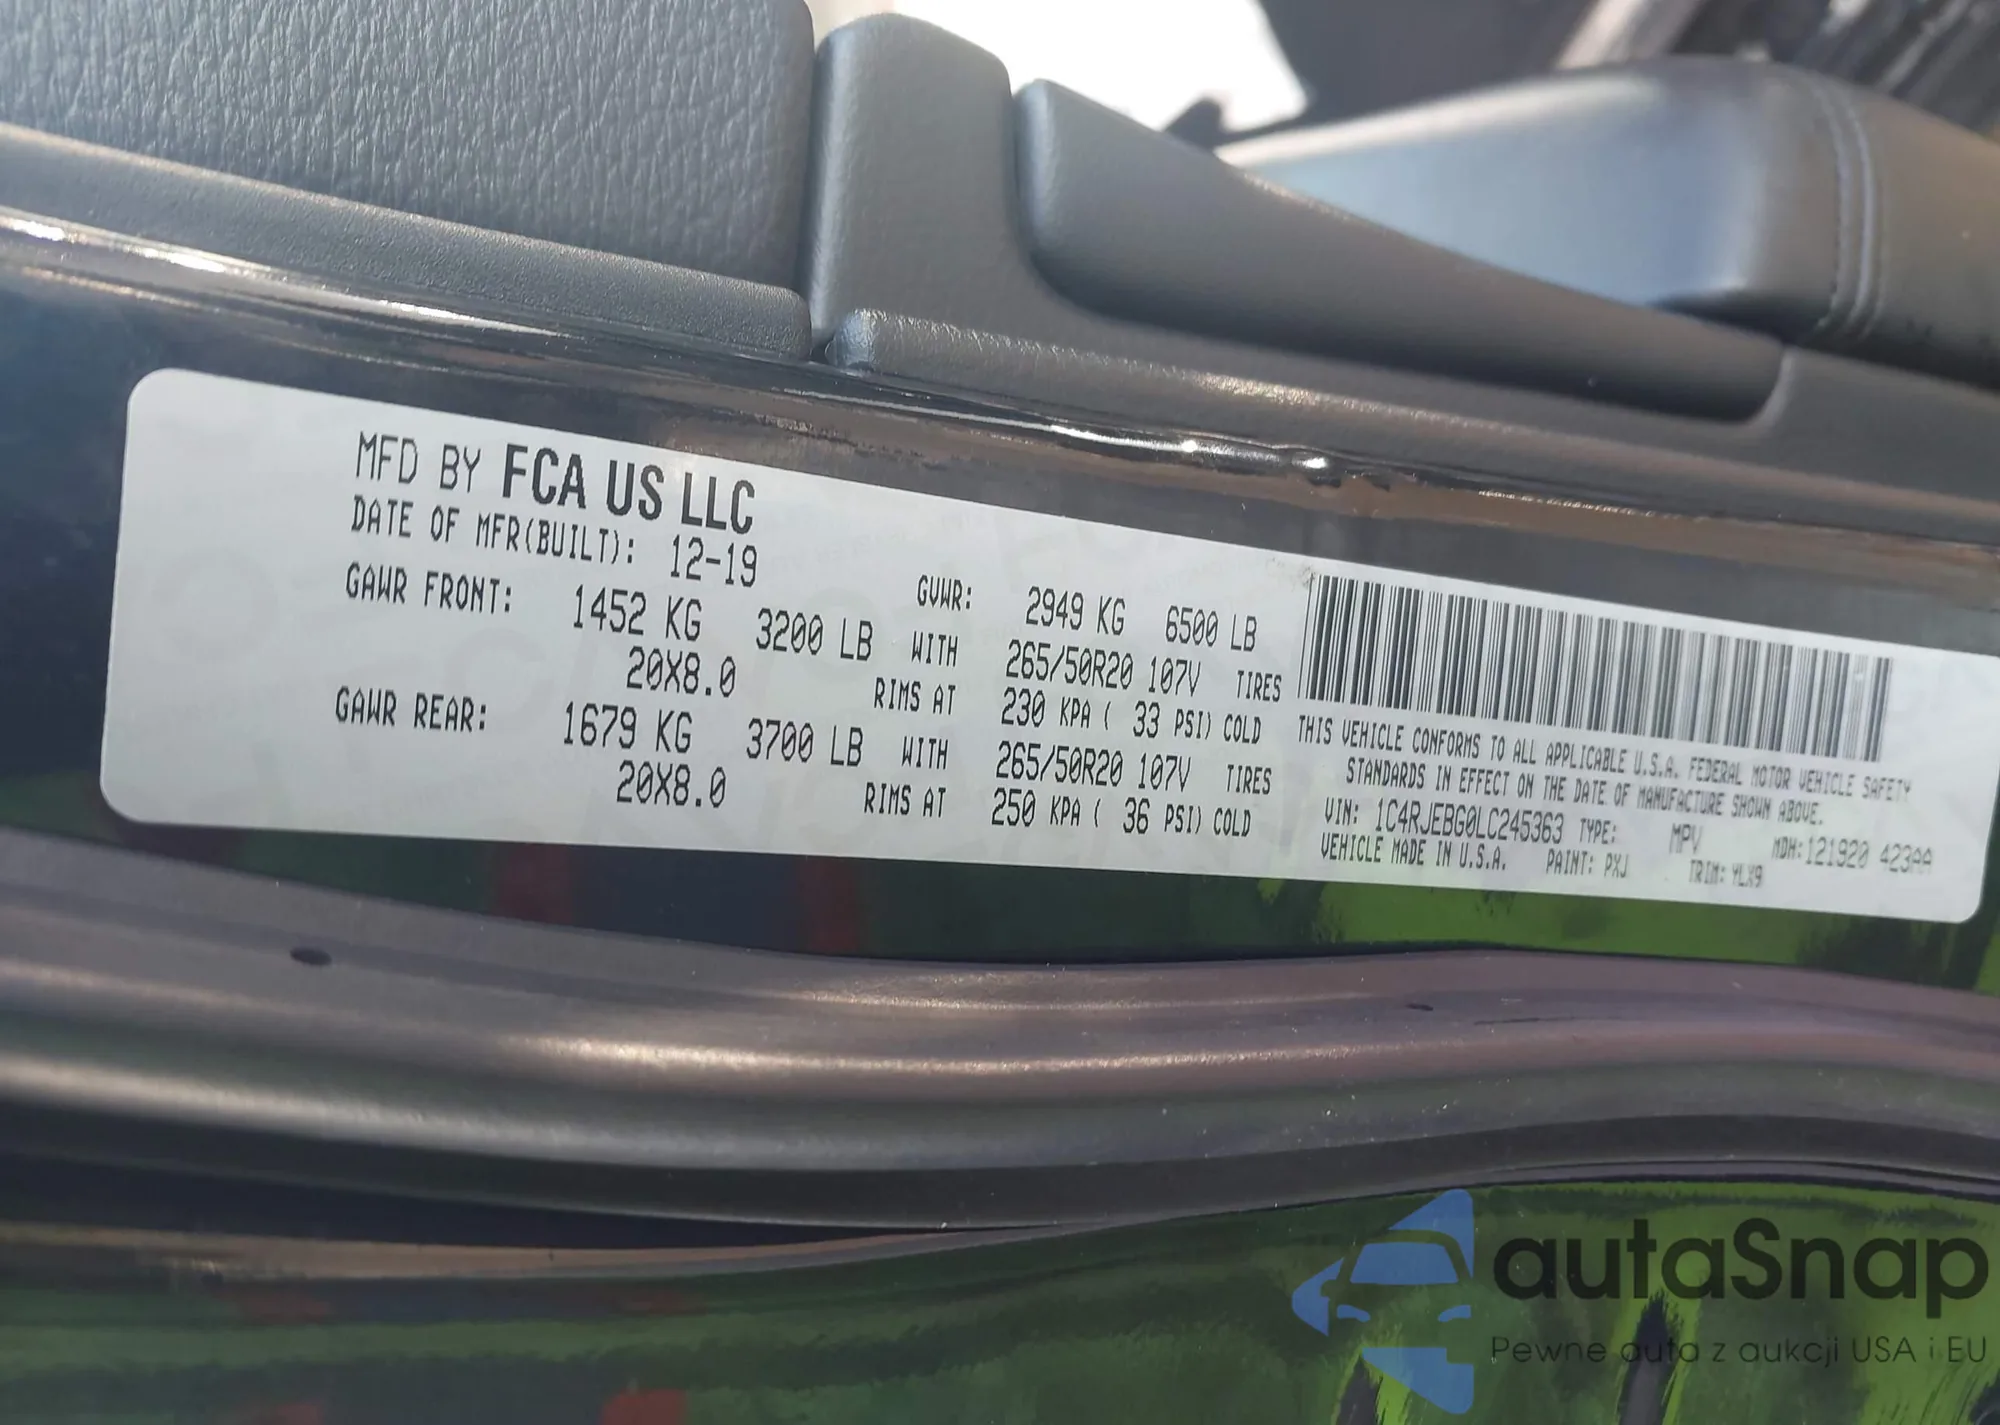 MFD BY FCA US LLC
DATE OF MFR(BUILT): 12-19
GVWR: 2949 KG 6500 LB
GAWR FRONT: 1452 KG 3200 LB WITH 265/50R20 107V TIRES
20X8.0 RIMS AT 230 KPA ( 33 PSI) COLD
GAWR REAR: 1679 KG 3700 LB WITH 265/50R20 107V TIRES
20X8.0 RIMS AT 250 KPA ( 36 PSI) COLD
THIS VEHICLE CONFORMS TO ALL APPLICABLE U.S.A. FEDERAL MOTOR VEHICLE SAFETY
STANDARDS IN EFFECT ON THE DATE OF MANUFACTURE SHOWN ABOVE.
VIN: 1C4RJEBG0LC245363 TYPE: MPV MDH:121920 423AA
VEHICLE MADE IN U.S.A. PAINT: PXJ TRIM: YLX9
autaSnap
Pewne auta z aukcji USA i EU